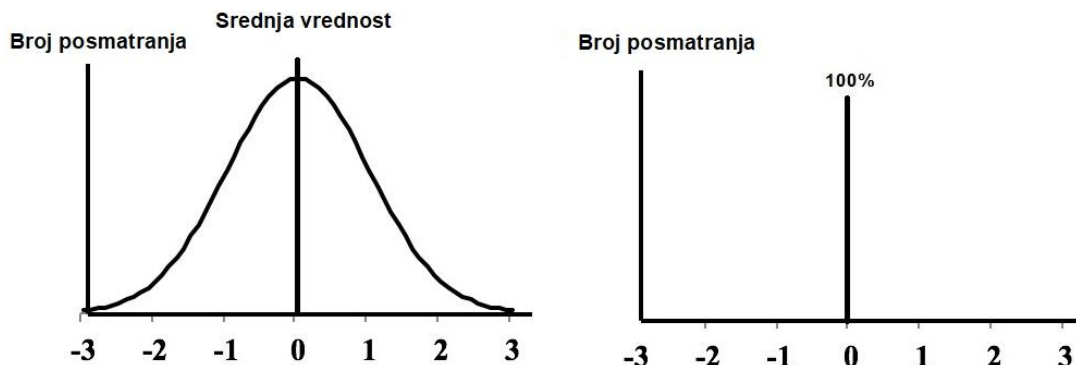 Srednja vrednost
Broj posmatranja
-3 -2 -1 0 1 2 3
Broj posmatranja
100%
-3 -2 -1 0 1 2 3